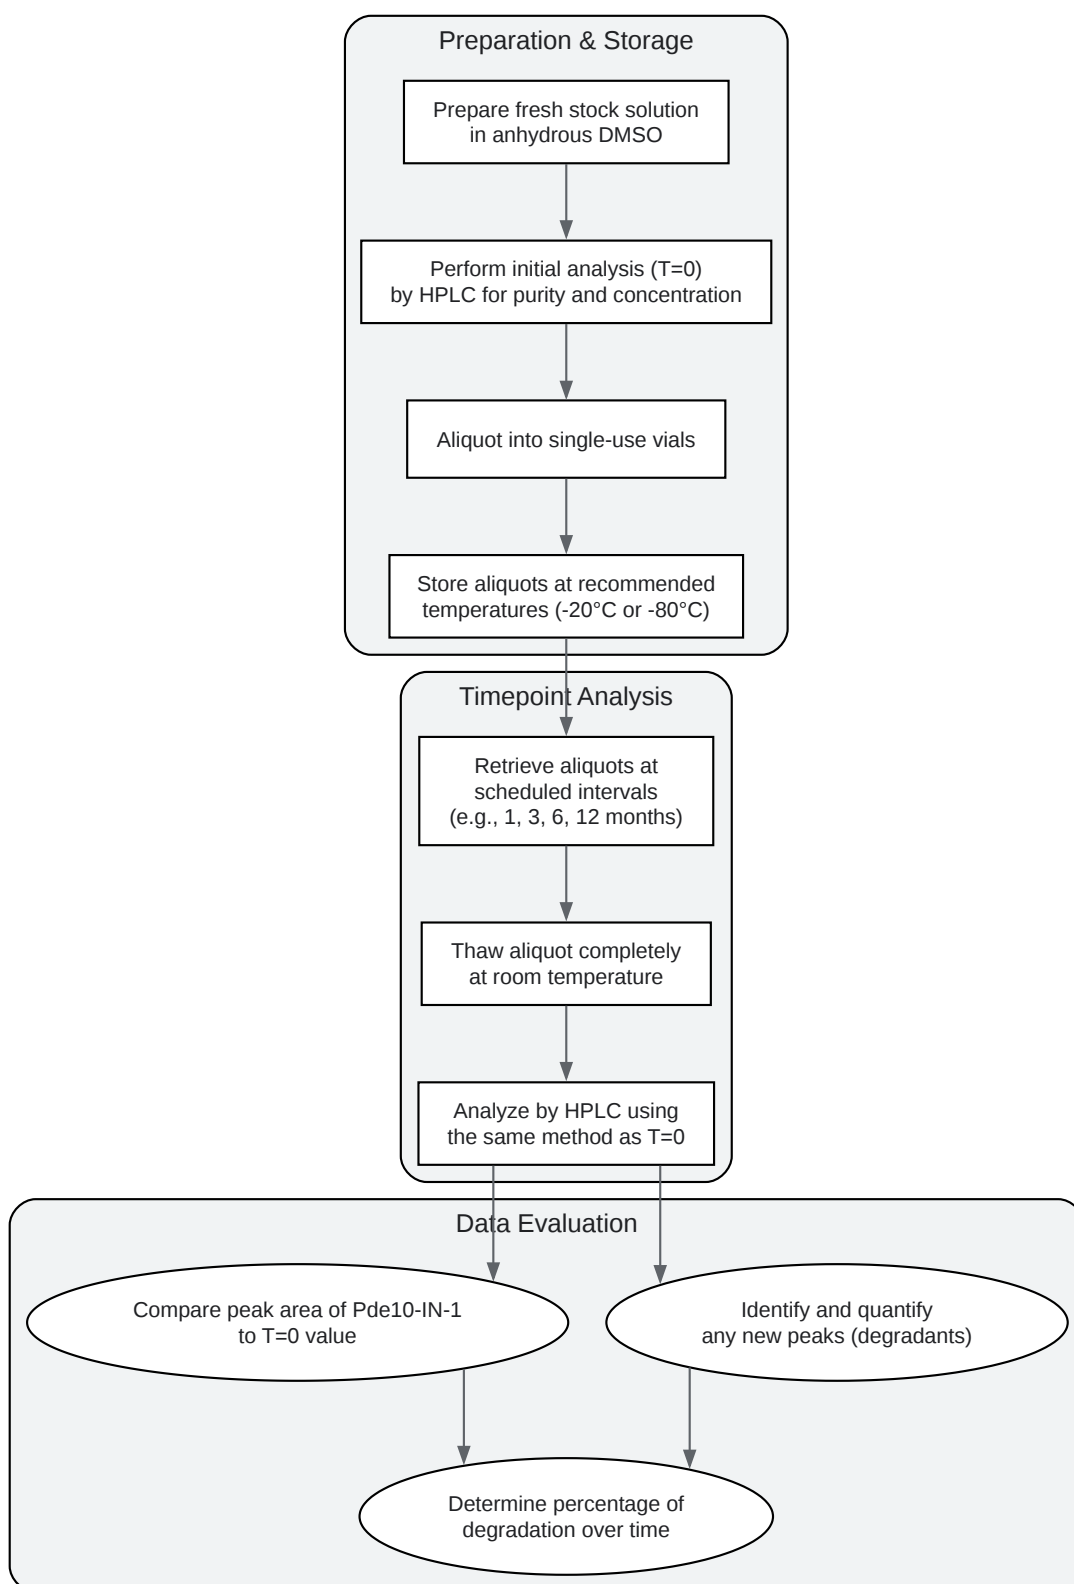 Preparation & Storage
Prepare fresh stock solution
in anhydrous DMSO
Perform initial analysis (T=0)
by HPLC for purity and concentration
Aliquot into single-use vials
Store aliquots at recommended
temperatures (-20°C or -80°C)
Timepoint Analysis
Retrieve aliquots at
scheduled intervals
(e.g., 1, 3, 6, 12 months)
Thaw aliquot completely
at room temperature
Analyze by HPLC using
the same method as T=0
Data Evaluation
Compare peak area of Pde10-IN-1
to T=0 value
Identify and quantify
any new peaks (degradants)
Determine percentage of
degradation over time